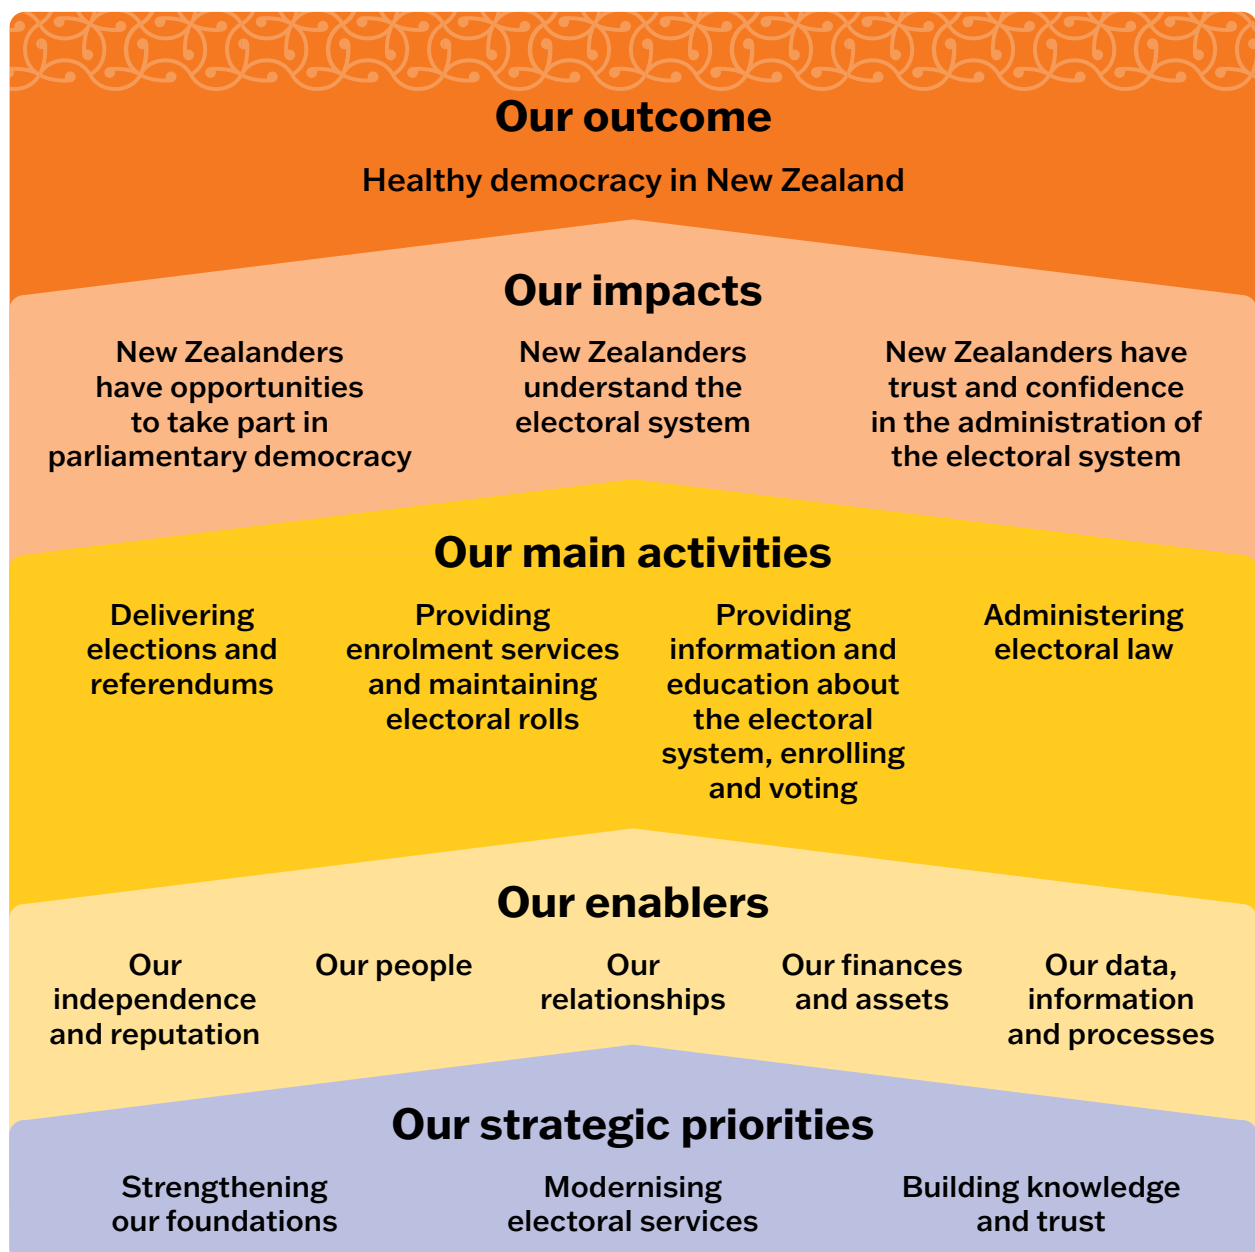 Our outcome
Healthy democracy in New Zealand
Our impacts
New Zealanders
have opportunities
to take part in
parliamentary democracy
New Zealanders
understand the
electoral system
New Zealanders have
trust and confidence
in the administration of
the electoral system
Our main activities
Delivering
elections and
referendums
Providing
enrolment services
and maintaining
electoral rolls
Providing
information and
education about
the electoral
system, enrolling
and voting
Administering
electoral law
Our enablers
Our
independence
and reputation
Our people
Our
relationships
Our finances
and assets
Our data,
information
and processes
Our strategic priorities
Strengthening
our foundations
Modernising
electoral services
Building knowledge
and trust